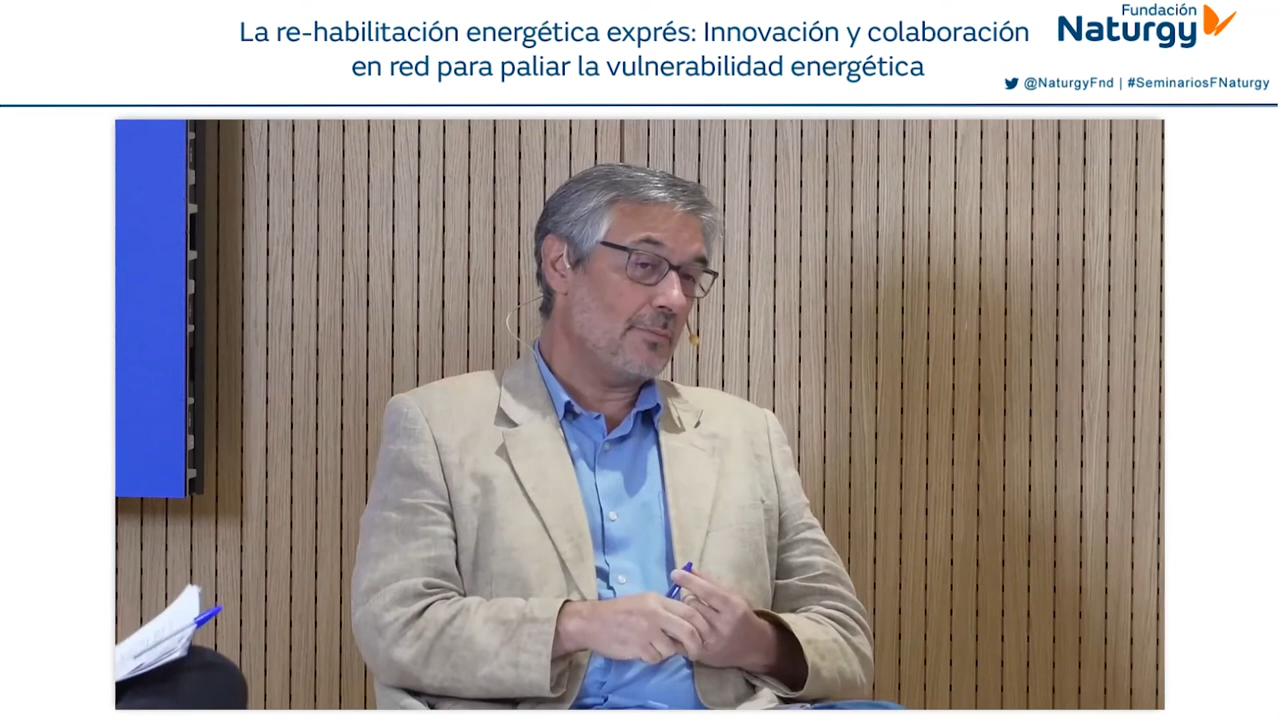 La re-habilitación energética exprés: Innovación y colaboración
en red para paliar la vulnerabilidad energética
Fundación
Naturgy
@NaturgyFnd | #SeminariosFNaturgy